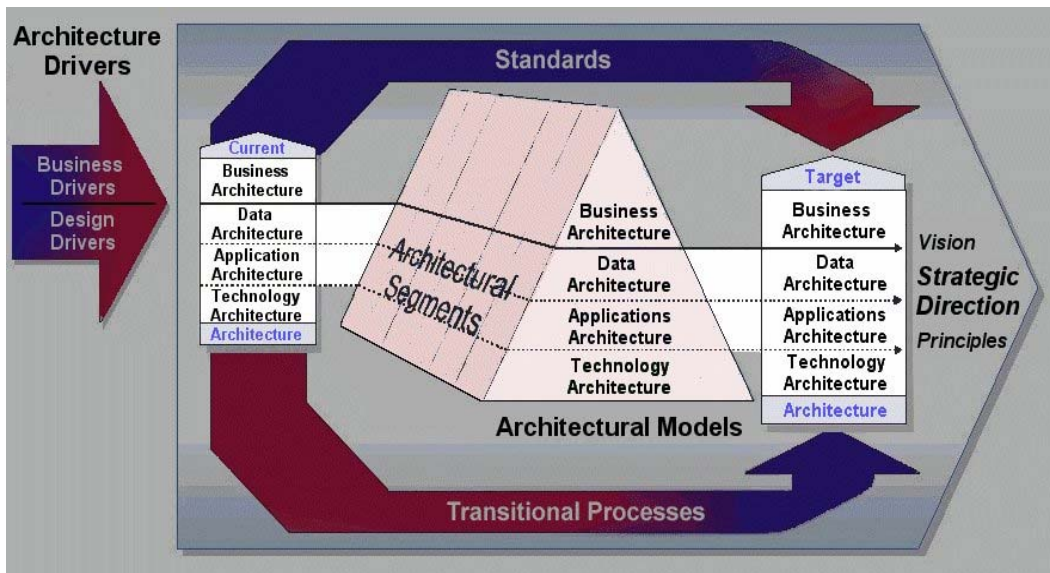 Architecture
Drivers
Business
Drivers
Design
Drivers
Standards
Current
Business
Architecture
Data
Architecture
Application
Architecture
Technology
Architecture
Architecture
Architectural
Segments
Business
Architecture
Data
Architecture
Applications
Architecture
Technology
Architecture
Architectural Models
Target
Business
Architecture
Data
Architecture
Applications
Architecture
Technology
Architecture
Architecture
Vision
Strategic
Direction
Principles
Transitional Processes